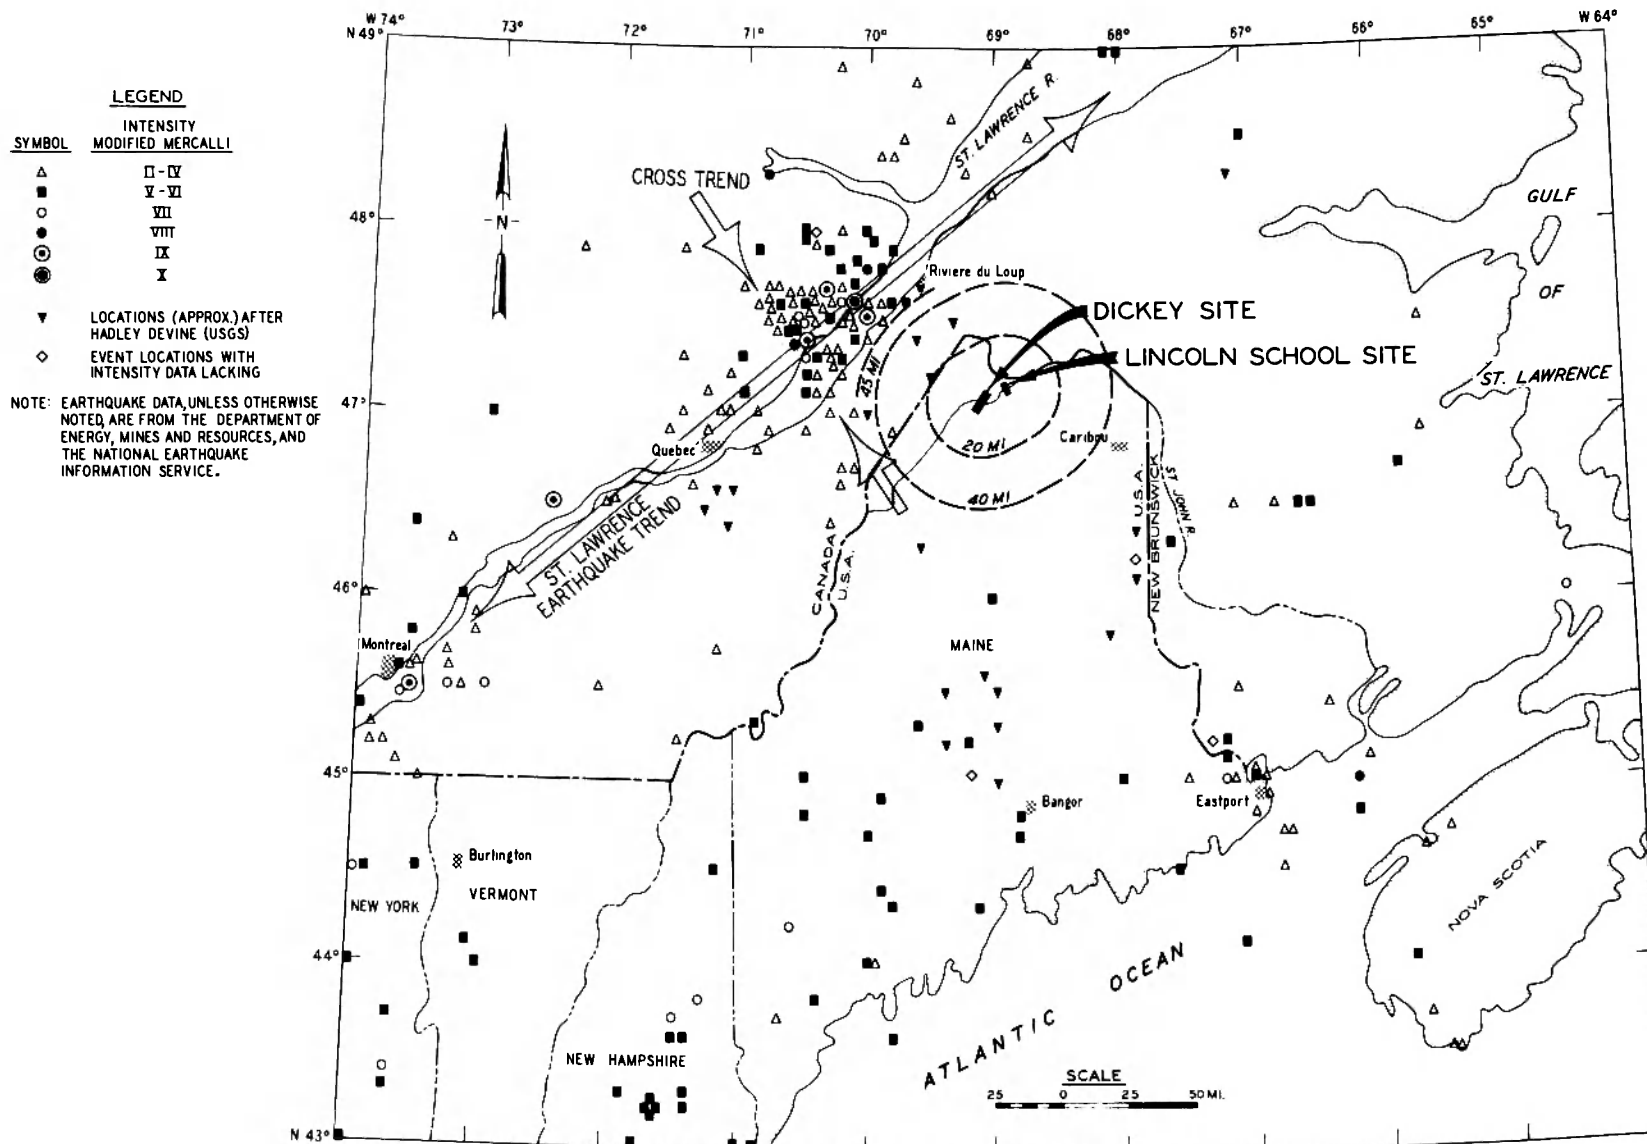 W 74°
73°
72°
71°
70°
69°
68°
67°
66°
65°
W 64°
N 49°
48°
47°
46°
45°
44°
N 43°
LEGEND
SYMBOL
INTENSITY
MODIFIED MERCALLI
II - IV
V - VI
VII
VIII
IX
X
LOCATIONS (APPROX.) AFTER
HADLEY DEVINE (USGS)
EVENT LOCATIONS WITH
INTENSITY DATA LACKING
NOTE: EARTHQUAKE DATA, UNLESS OTHERWISE
NOTED, ARE FROM THE DEPARTMENT OF
ENERGY, MINES AND RESOURCES, AND
THE NATIONAL EARTHQUAKE
INFORMATION SERVICE.
-N-
CROSS TREND
ST. LAWRENCE R.
Riviere du Loup
DICKEY SITE
LINCOLN SCHOOL SITE
45 MI
20 MI
40 MI
Caribou
Quebec
ST. LAWRENCE
EARTHQUAKE TREND
CANADA
U.S.A.
U.S.A.
NEW BRUNSWICK
ST. JOHN R.
GULF
OF
ST. LAWRENCE
Montreal
MAINE
Bangor
Eastport
Burlington
VERMONT
NEW YORK
NEW HAMPSHIRE
NOVA SCOTIA
ATLANTIC OCEAN
SCALE
25 0 25 50 MI.